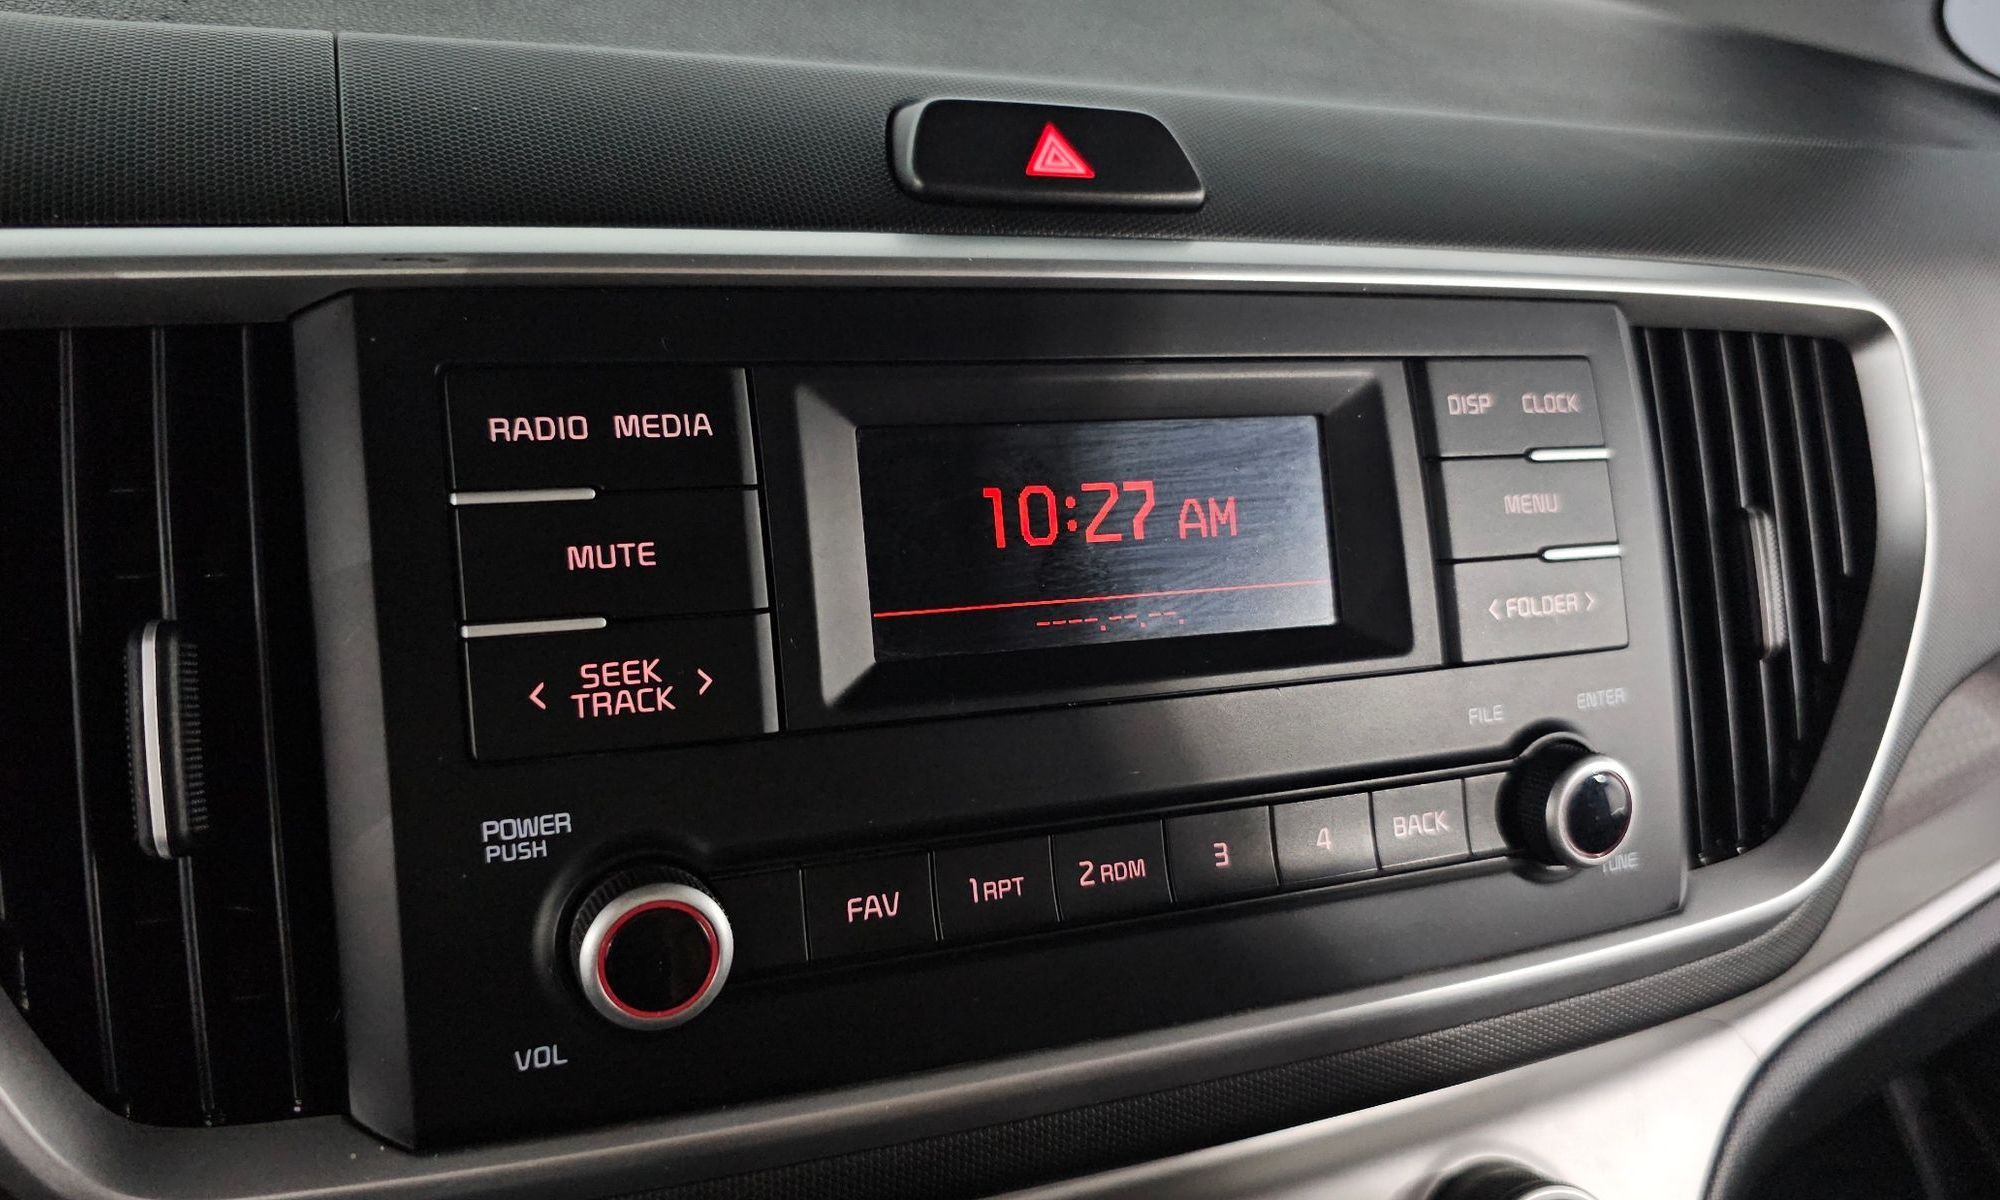 RADIO MEDIA
MUTE
< SEEK TRACK >
10:27 AM
----.--.--.
DISP CLOCK
MENU
< FOLDER >
FILE
ENTER
TUNE
POWER
PUSH
VOL
FAV
1 RPT
2 RDM
3
4
BACK